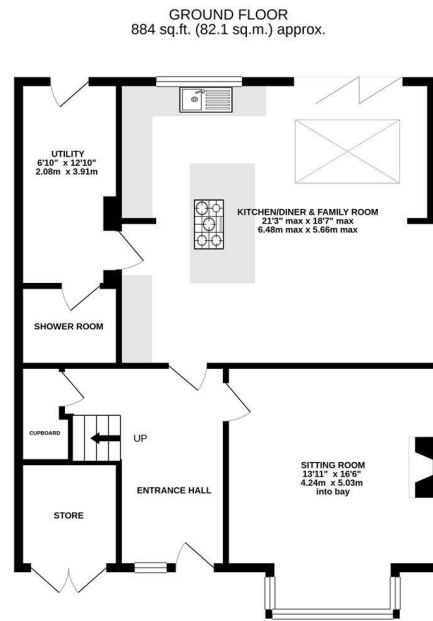 GROUND FLOOR
884 sq.ft. (82.1 sq.m.) approx.
UTILITY
6'10" x 12'10"
2.08m x 3.91m
KITCHEN/DINER & FAMILY ROOM
21'3" max x 18'7" max
6.48m max x 5.66m max
SHOWER ROOM
CUPBOARD
UP
SITTING ROOM
13'11" x 16'6"
4.24m x 5.03m
into bay
ENTRANCE HALL
STORE